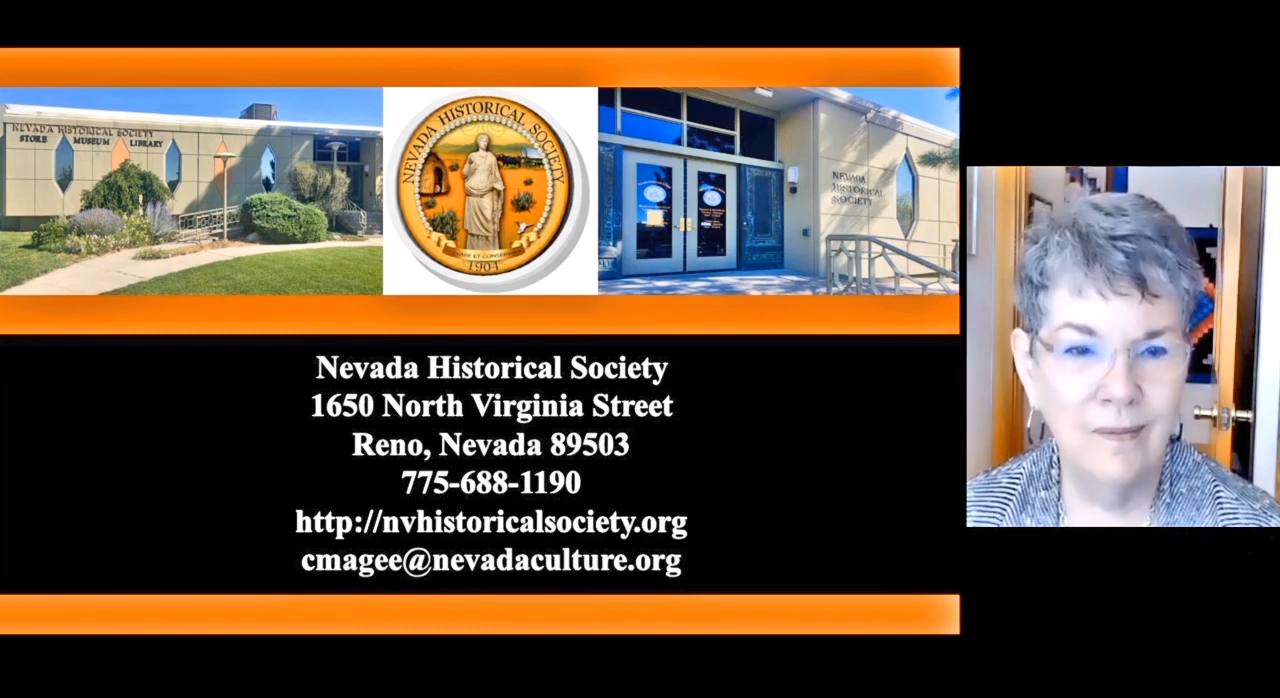 NEVADA HISTORICAL SOCIETY
STORE MUSEUM LIBRARY
NEVADA HISTORICAL SOCIETY
1904
NEVADA
HISTORICAL
SOCIETY
Nevada Historical Society
1650 North Virginia Street
Reno, Nevada 89503
775-688-1190
http://nvhistoricalsociety.org
cmagee@nevadaculture.org